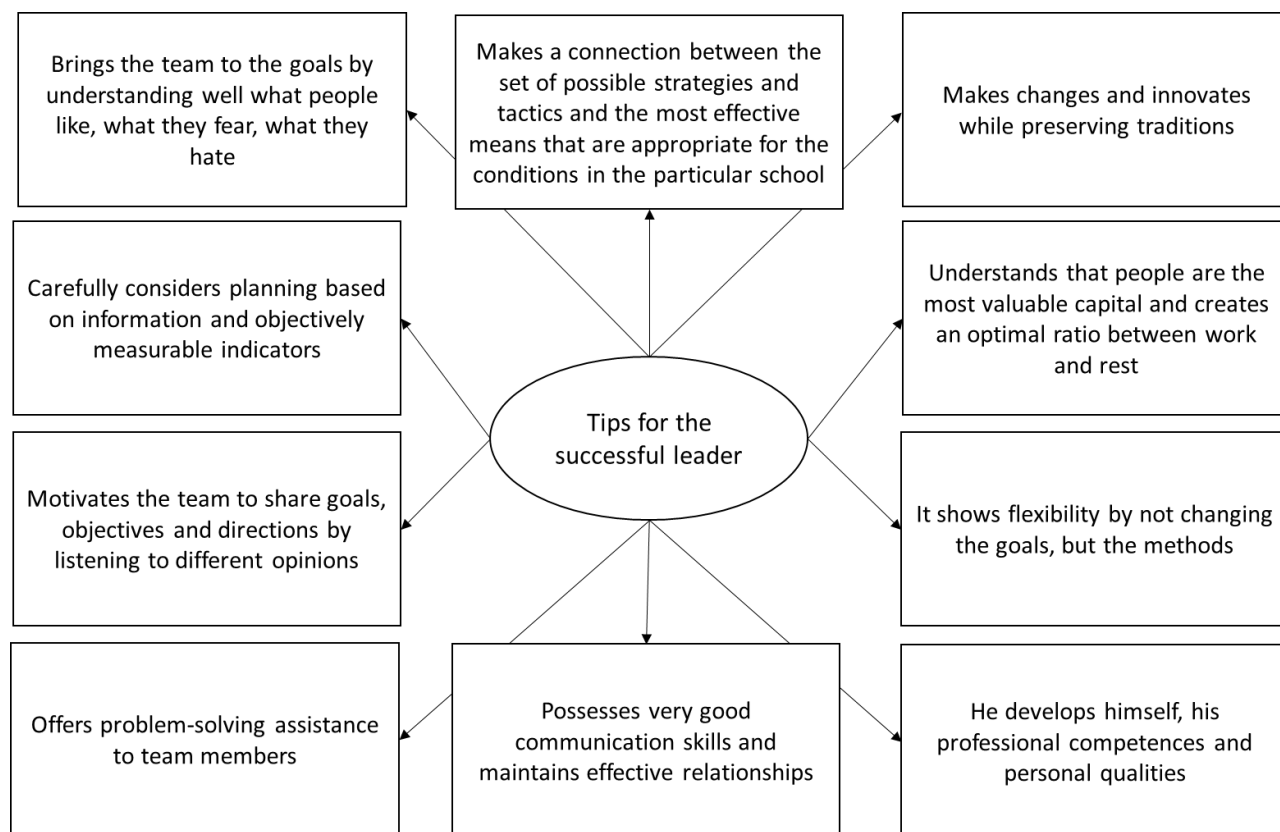 Brings the team to the goals by
understanding well what people
like, what they fear, what they
hate
Makes a connection between the
set of possible strategies and
tactics and the most effective
means that are appropriate for the
conditions in the particular school
Makes changes and innovates
while preserving traditions
Carefully considers planning based
on information and objectively
measurable indicators
Understands that people are the
most valuable capital and creates
an optimal ratio between work
and rest
Tips for the
successful leader
Motivates the team to share goals,
objectives and directions by
listening to different opinions
It shows flexibility by not changing
the goals, but the methods
Offers problem-solving assistance
to team members
Possesses very good
communication skills and
maintains effective relationships
He develops himself, his
professional competences and
personal qualities